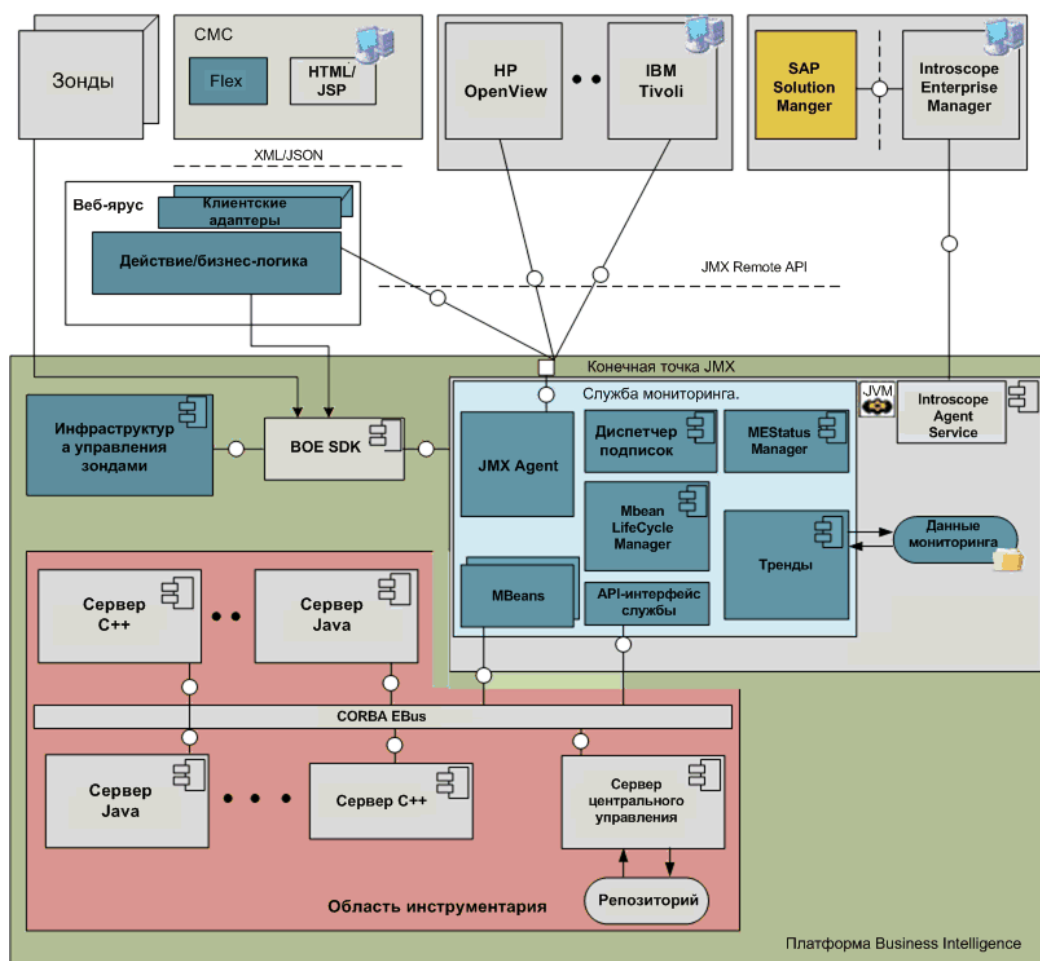 Зонды
CMC
Flex
HTML/
JSP
HP
OpenView
IBM
Tivoli
SAP
Solution
Manger
Introscope
Enterprise
Manager
XML/JSON
Веб-ярус
Клиентские
адаптеры
Действие/бизнес-логика
JMX Remote API
Конечная точка JMX
Служба мониторинга.
JVM
Introscope
Agent
Service
Инфраструктур
а управления
зондами
BOE SDK
JMX Agent
Диспетчер
подписок
MEStatus
Manager
Mbean
LifeCycle
Manager
Тренды
Данные
мониторинга
MBeans
API-интерфейс
службы
Сервер
C++
Сервер
Java
CORBA EBus
Сервер
Java
Сервер C++
Сервер
центрального
управления
Репозиторий
Область инструментария
Платформа Business Intelligence